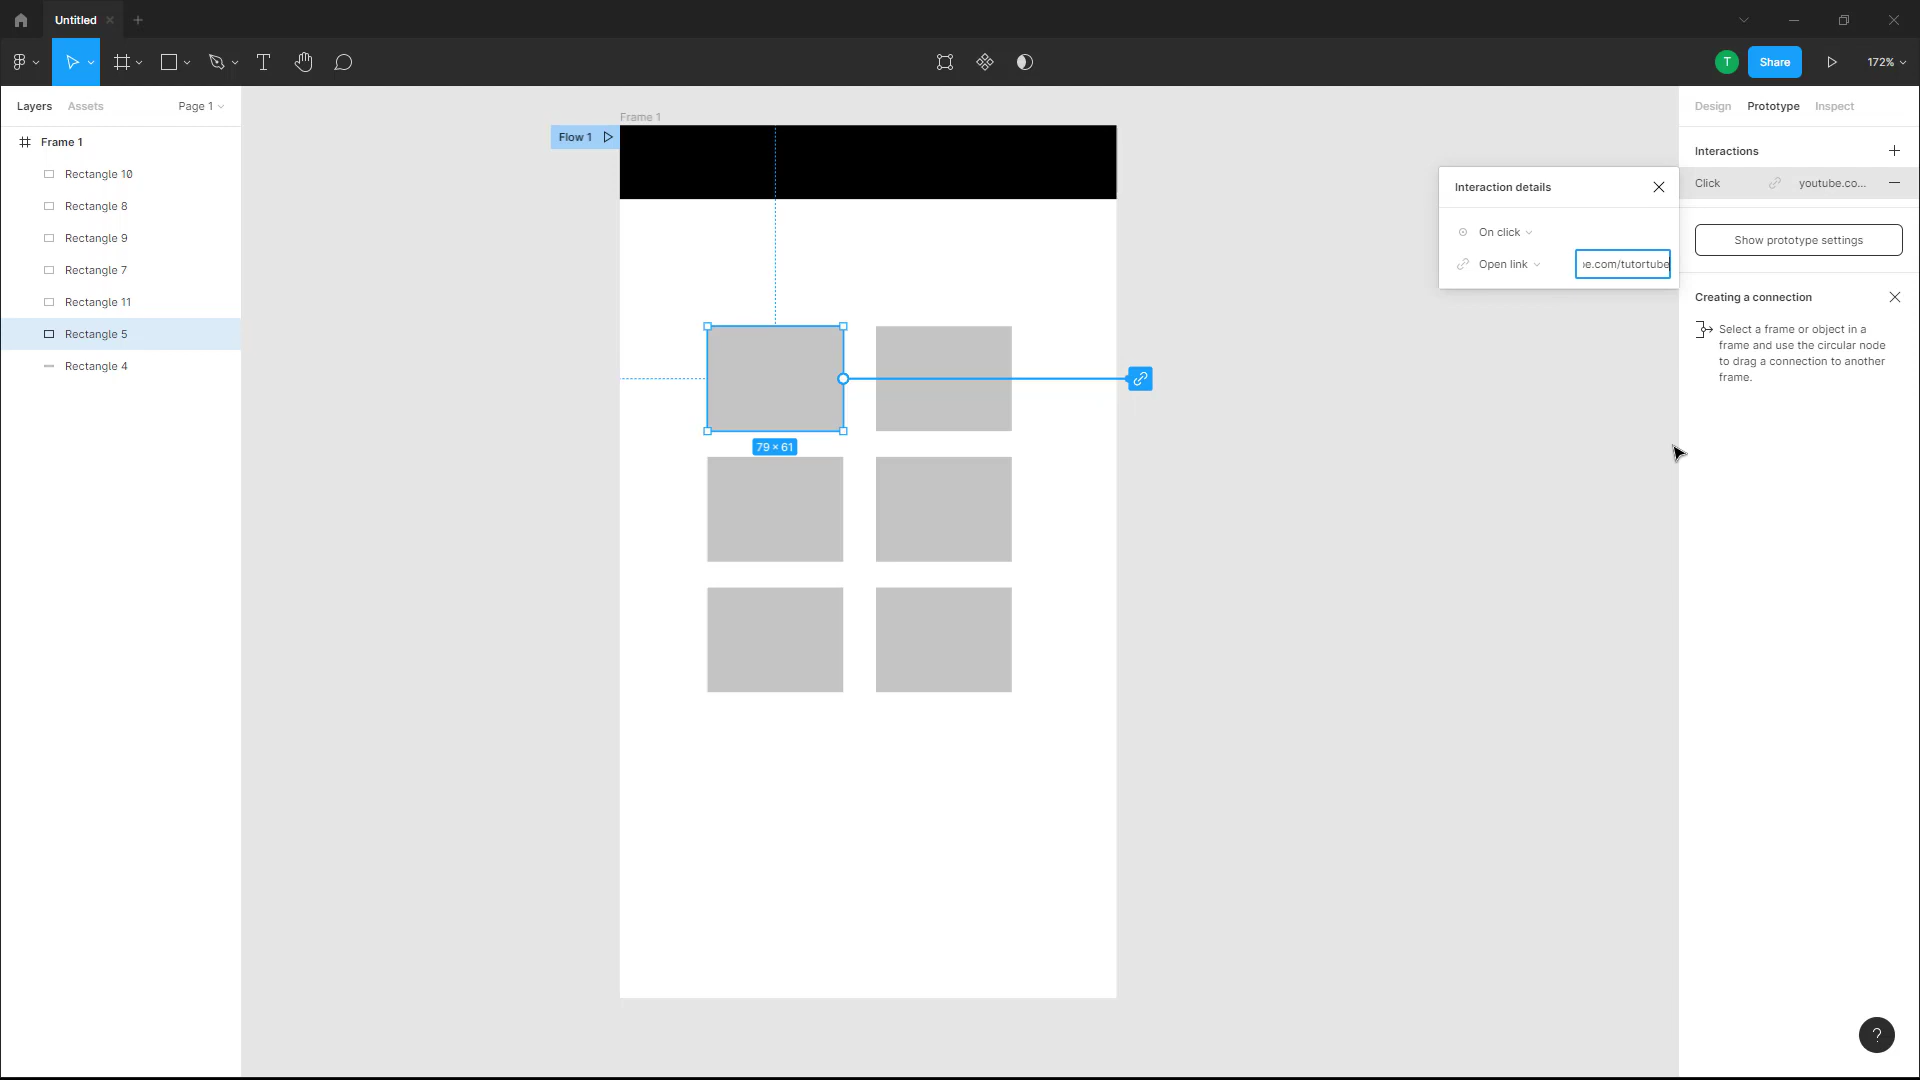 Untitled
T
Share
172%
Layers
Assets
Page 1
Design
Prototype
Inspect
Frame 1
Flow 1
Frame 1
Rectangle 10
Rectangle 8
Rectangle 9
Rectangle 7
Rectangle 11
Rectangle 5
Rectangle 4
79 × 61
Interaction details
On click
Open link
e.com/tutortube
Interactions
Click
youtube.co...
Show prototype settings
Creating a connection
Select a frame or object in a
frame and use the circular node
to drag a connection to another
frame.
?